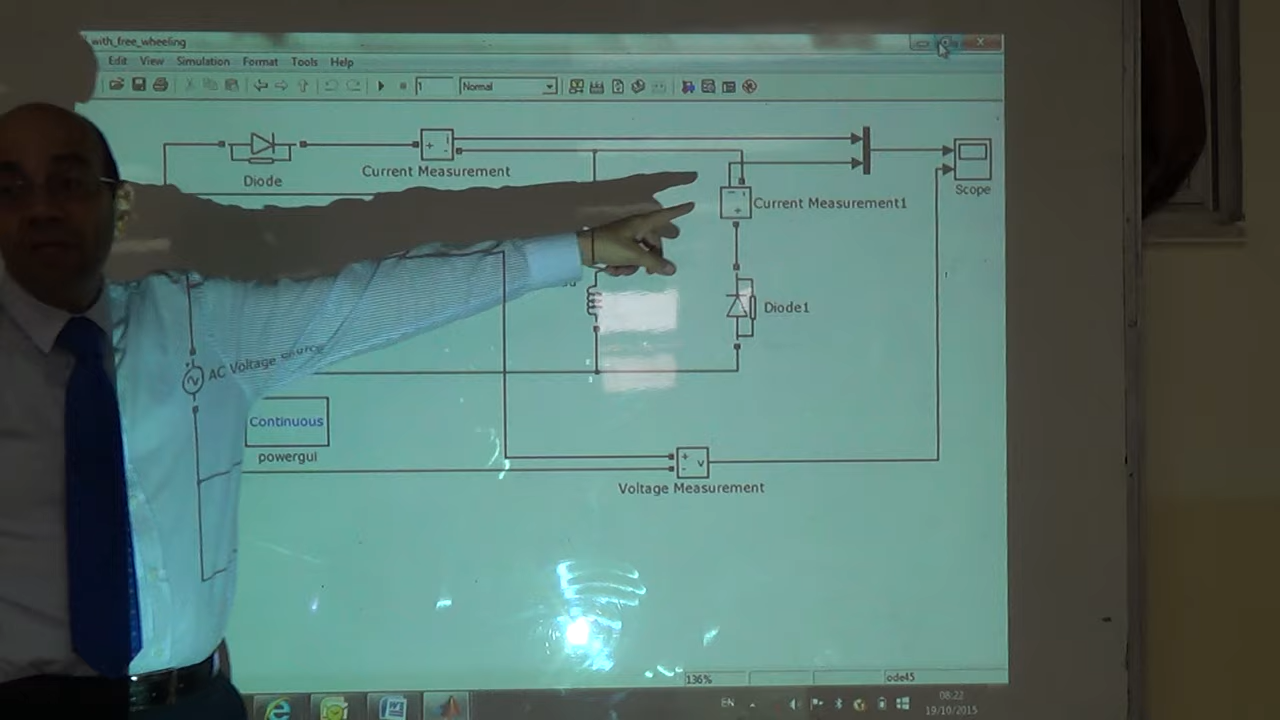 with_free_wheeling
Edit View Simulation Format Tools Help
1 Normal
Diode
Current Measurement
Scope
Current Measurement1
Diode1
AC Voltage source
Continuous
powergui
Voltage Measurement
136%
ode45
EN
08:22
19/10/2015